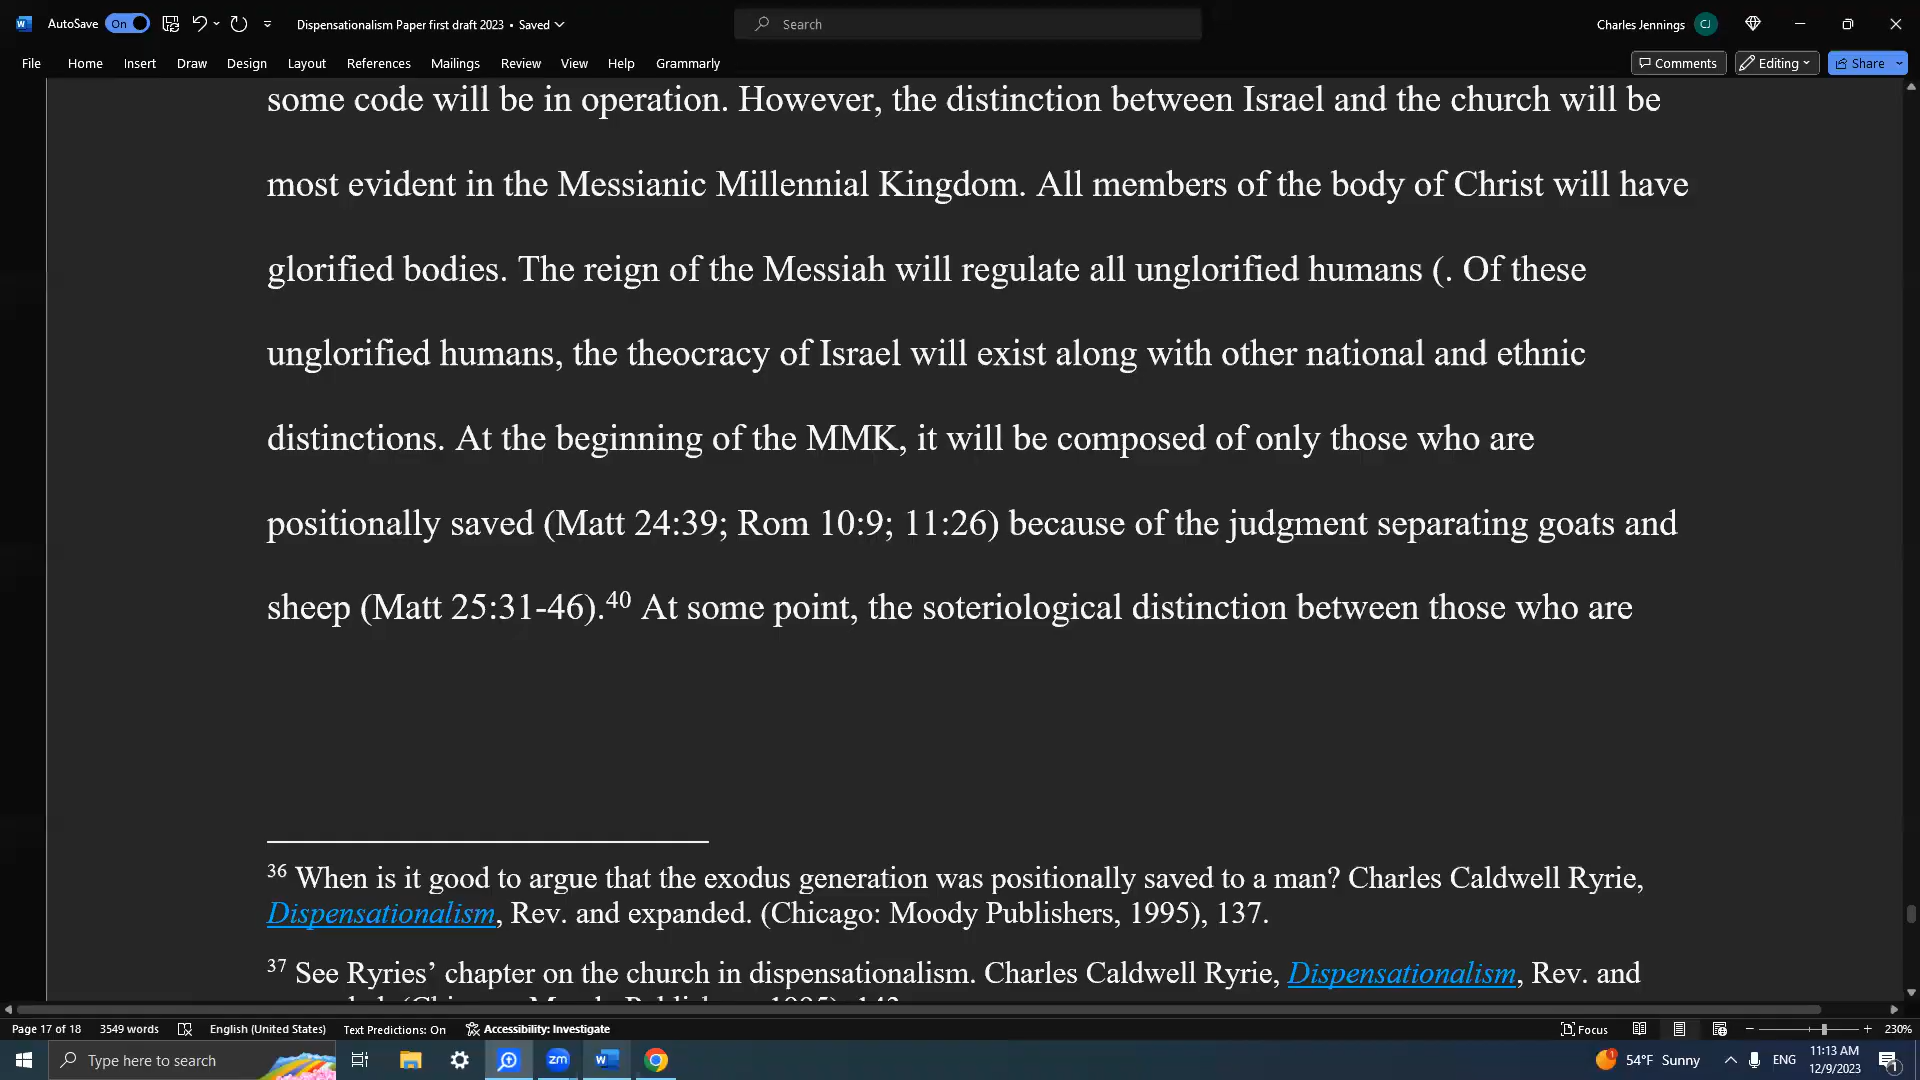 AutoSave On Dispensationalism Paper first draft 2023 • Saved Search Charles Jennings CJ
File Home Insert Draw Design Layout References Mailings Review View Help Grammarly Comments Editing Share
some code will be in operation. However, the distinction between Israel and the church will be
most evident in the Messianic Millennial Kingdom. All members of the body of Christ will have
glorified bodies. The reign of the Messiah will regulate all unglorified humans (. Of these
unglorified humans, the theocracy of Israel will exist along with other national and ethnic
distinctions. At the beginning of the MMK, it will be composed of only those who are
positionally saved (Matt 24:39; Rom 10:9; 11:26) because of the judgment separating goats and
sheep (Matt 25:31-46).40 At some point, the soteriological distinction between those who are
36 When is it good to argue that the exodus generation was positionally saved to a man? Charles Caldwell Ryrie,
Dispensationalism, Rev. and expanded. (Chicago: Moody Publishers, 1995), 137.
37 See Ryries’ chapter on the church in dispensationalism. Charles Caldwell Ryrie, Dispensationalism, Rev. and
Page 17 of 18 3549 words English (United States) Text Predictions: On Accessibility: Investigate Focus 230%
Type here to search zm W 1 54°F Sunny ENG 11:13 AM
12/9/2023 1